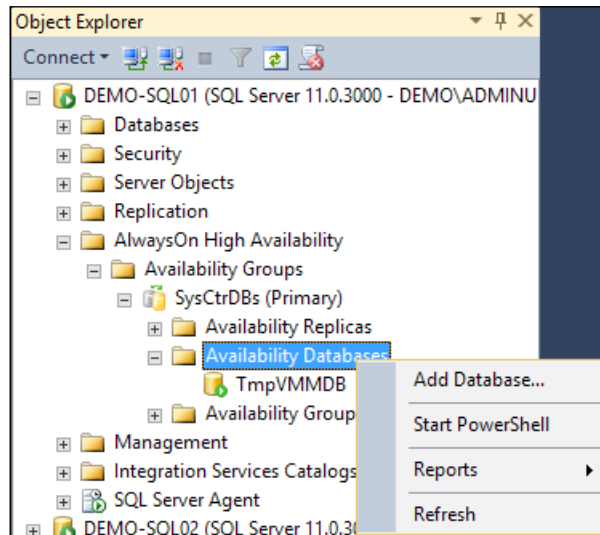 Object Explorer
Connect
DEMO-SQL01 (SQL Server 11.0.3000 - DEMO\ADMINU
Databases
Security
Server Objects
Replication
AlwaysOn High Availability
Availability Groups
SysCtrDBs (Primary)
Availability Replicas
Availability Databases
TmpVMMDB
Availability Group
Management
Integration Services Catalogs
SQL Server Agent
DEMO-SQL02 (SQL Server 11.0.30
Add Database...
Start PowerShell
Reports
Refresh